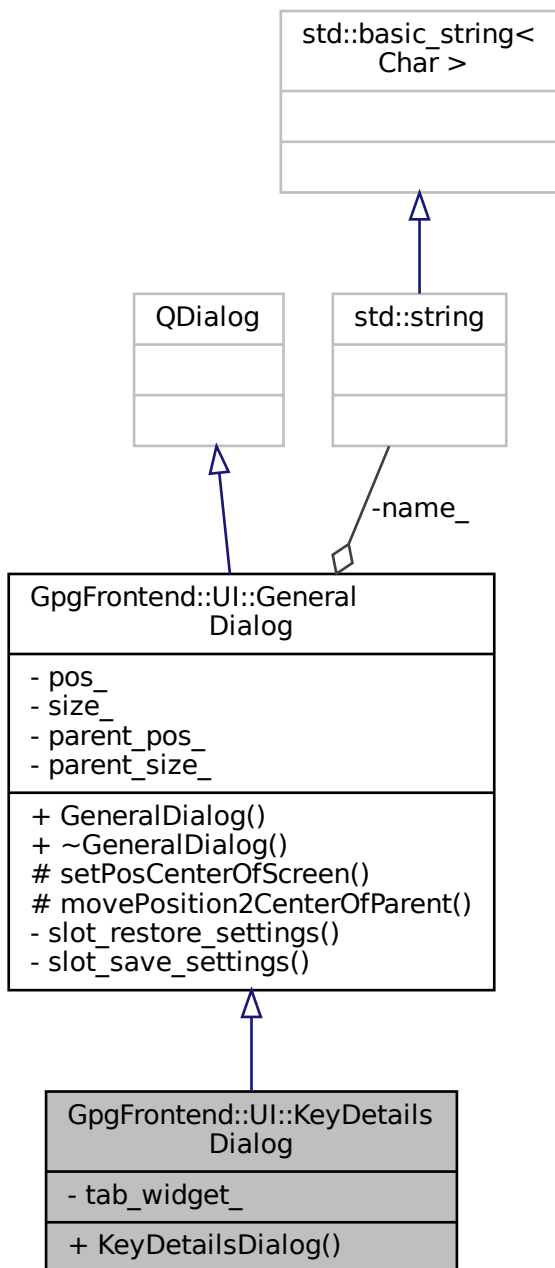 std::basic_string<
Char >
QDialog
std::string
-name_
GpgFrontend::UI::General
Dialog
- pos_
- size_
- parent_pos_
- parent_size_
+ GeneralDialog()
+ ~GeneralDialog()
# setPosCenterOfScreen()
# movePosition2CenterOfParent()
- slot_restore_settings()
- slot_save_settings()
GpgFrontend::UI::KeyDetails
Dialog
- tab_widget_
+ KeyDetailsDialog()